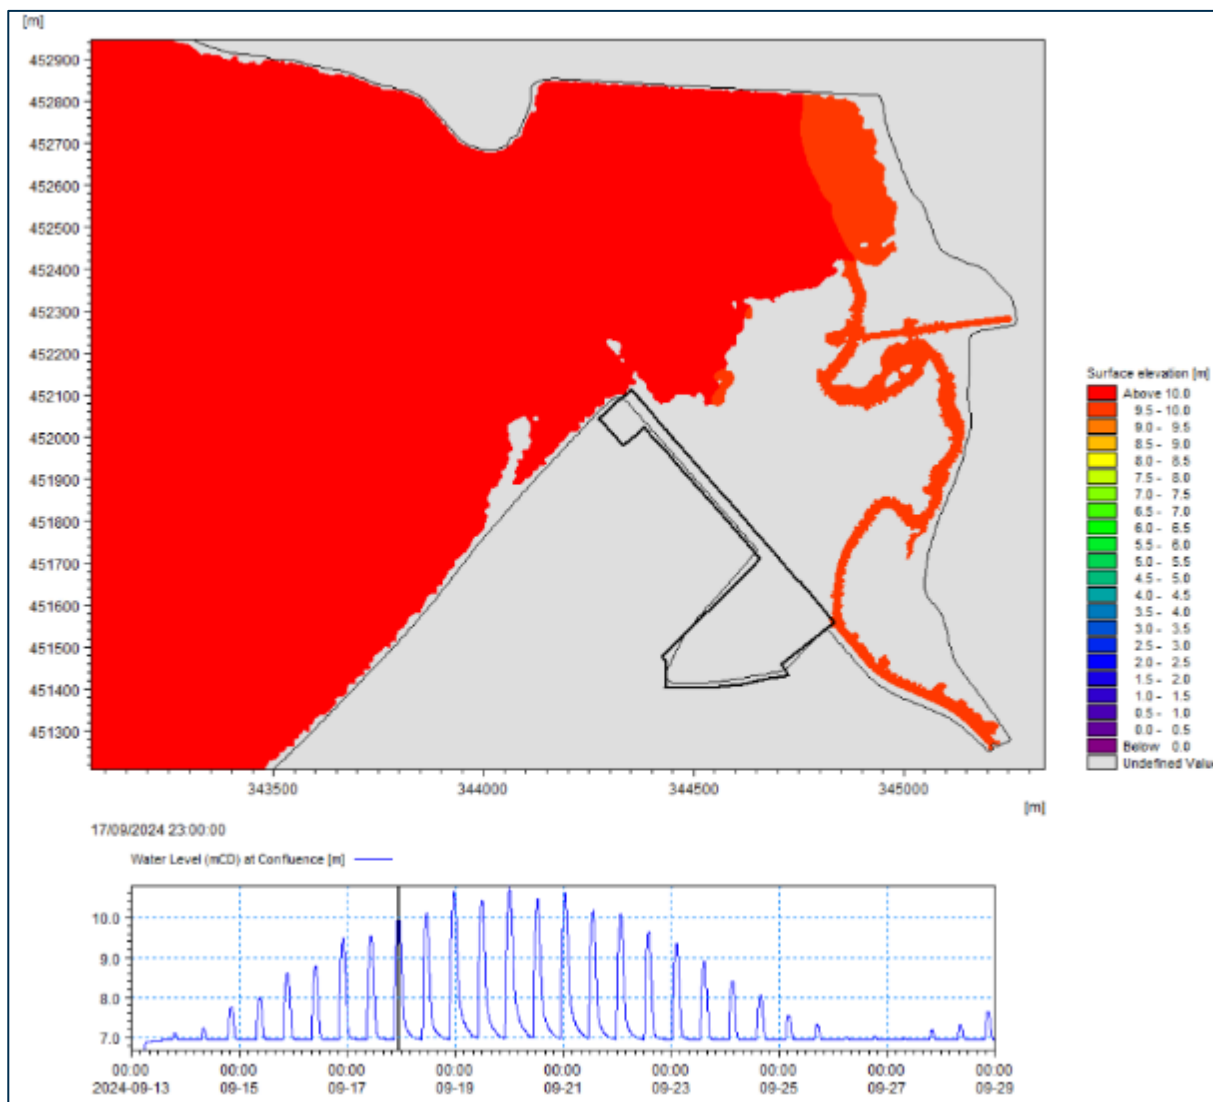 [m]
452900
452800
452700
452600
452500
452400
452300
452200
452100
452000
451900
451800
451700
451600
451500
451400
451300
343500 344000 344500 345000
[m]
Surface elevation [m]
Above 10.0
9.5 - 10.0
9.0 - 9.5
8.5 - 9.0
8.0 - 8.5
7.5 - 8.0
7.0 - 7.5
6.5 - 7.0
6.0 - 6.5
5.5 - 6.0
5.0 - 5.5
4.5 - 5.0
4.0 - 4.5
3.5 - 4.0
3.0 - 3.5
2.5 - 3.0
2.0 - 2.5
1.5 - 2.0
1.0 - 1.5
0.5 - 1.0
0.0 - 0.5
Below 0.0
Undefined Valu
17/09/2024 23:00:00
Water Level (mCD) at Confluence [m]
10.0
9.0
8.0
7.0
00:00 00:00 00:00 00:00 00:00 00:00 00:00 00:00 00:00
2024-09-13 09-15 09-17 09-19 09-21 09-23 09-25 09-27 09-29